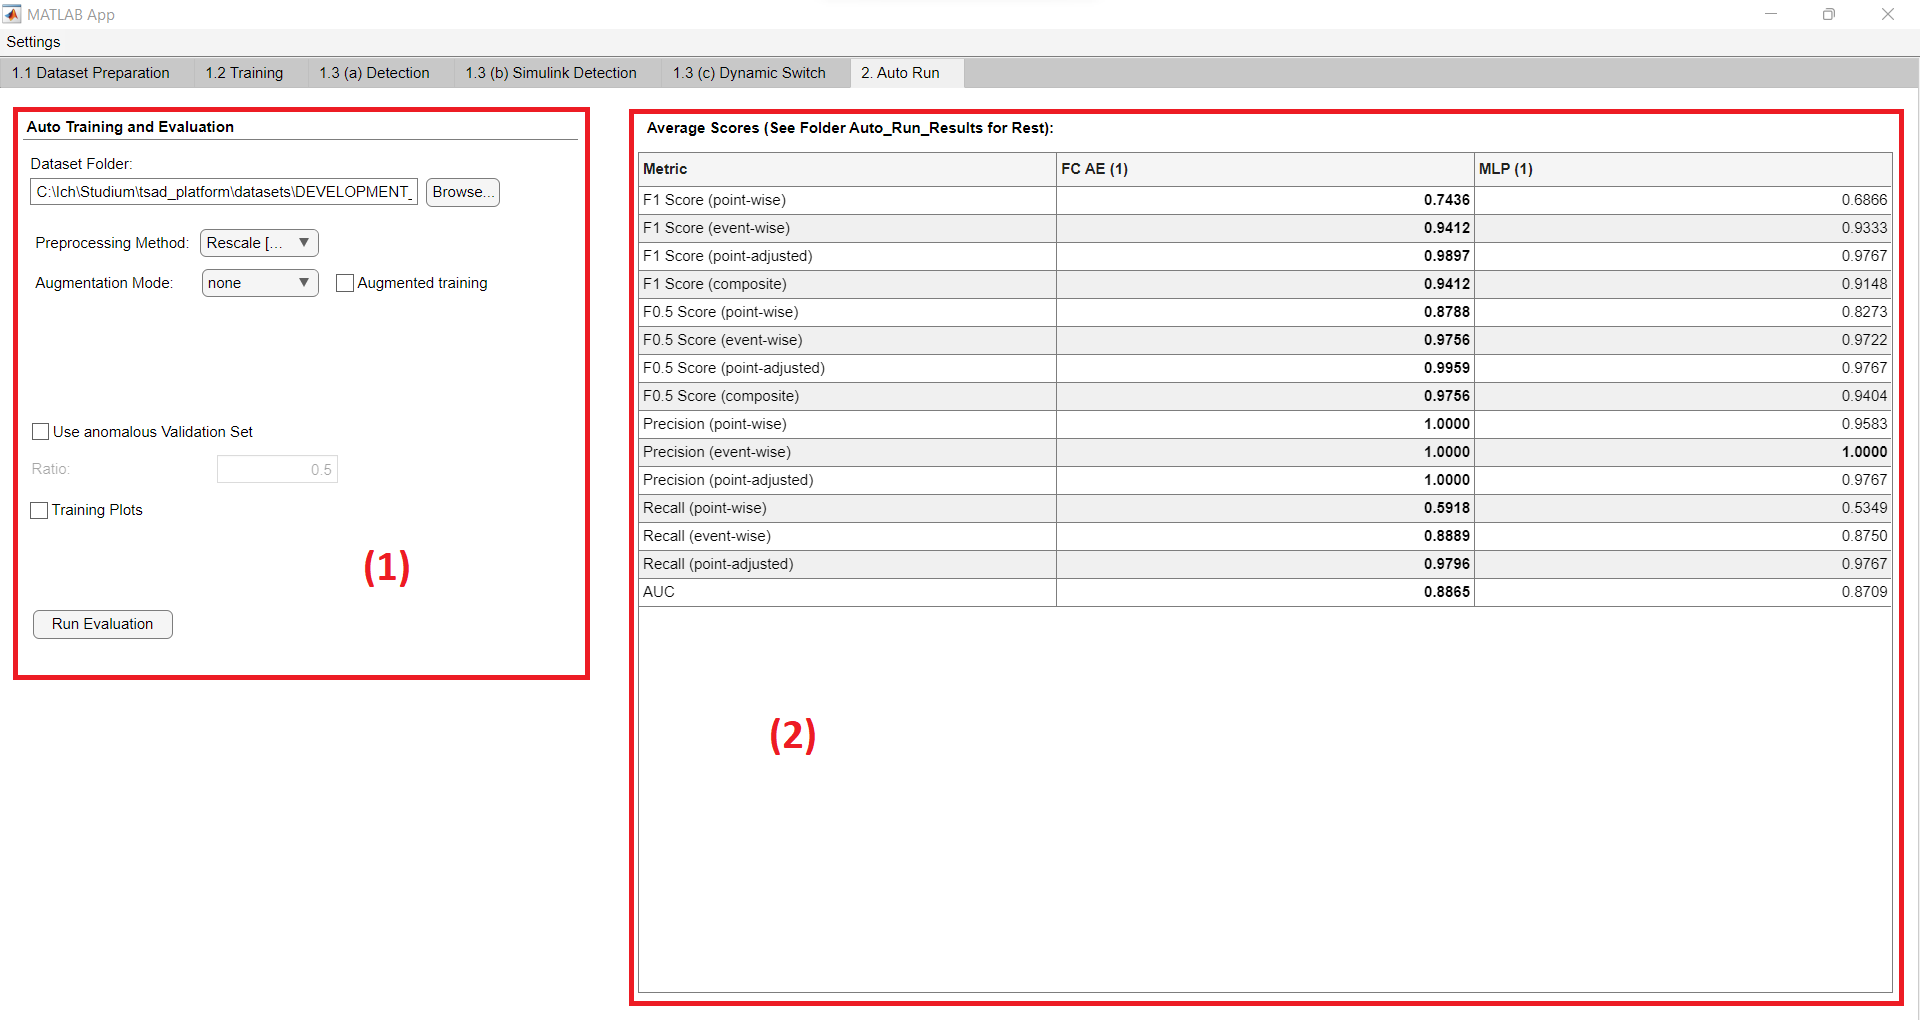 MATLAB App
Settings
1.1 Dataset Preparation 1.2 Training 1.3 (a) Detection 1.3 (b) Simulink Detection 1.3 (c) Dynamic Switch 2. Auto Run
Auto Training and Evaluation
Dataset Folder:
C:\Ich\Studium\tsad_platform\datasets\DEVELOPMENT_ Browse...
Preprocessing Method: Rescale [...
Augmentation Mode: none Augmented training
Use anomalous Validation Set
Ratio: 0.5
Training Plots
(1)
Run Evaluation
Average Scores (See Folder Auto_Run_Results for Rest):
Metric FC AE (1) MLP (1)
F1 Score (point-wise) 0.7436 0.6866
F1 Score (event-wise) 0.9412 0.9333
F1 Score (point-adjusted) 0.9897 0.9767
F1 Score (composite) 0.9412 0.9148
F0.5 Score (point-wise) 0.8788 0.8273
F0.5 Score (event-wise) 0.9756 0.9722
F0.5 Score (point-adjusted) 0.9959 0.9767
F0.5 Score (composite) 0.9756 0.9404
Precision (point-wise) 1.0000 0.9583
Precision (event-wise) 1.0000 1.0000
Precision (point-adjusted) 1.0000 0.9767
Recall (point-wise) 0.5918 0.5349
Recall (event-wise) 0.8889 0.8750
Recall (point-adjusted) 0.9796 0.9767
AUC 0.8865 0.8709
(2)